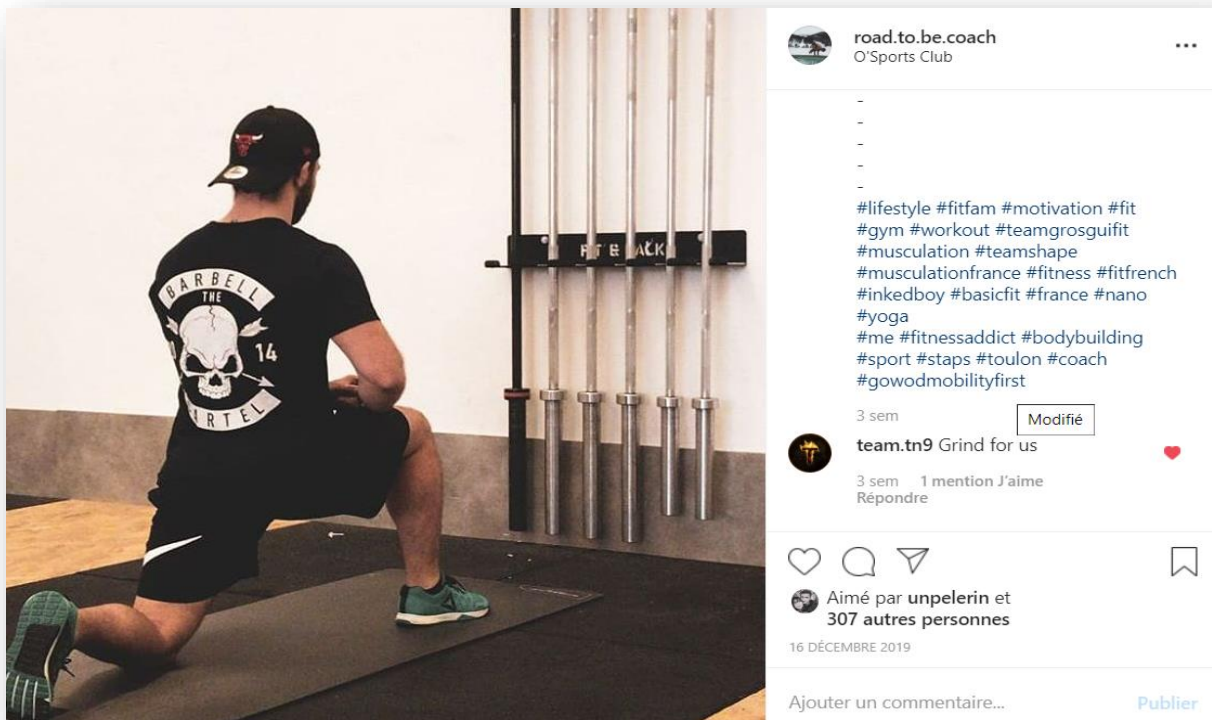 BARBELL
THE
14
FIT & RACK
road.to.be.coach
O'Sports Club
-
-
-
-
-
#lifestyle #fitfam #motivation #fit
#gym #workout #teamgrosguifit
#musculation #teamshape
#musculationfrance #fitness #fitfrench
#inkedboy #basicfit #france #nano
#yoga
#me #fitnessaddict #bodybuilding
#sport #staps #toulon #coach
#gowodmobilityfirst
3 sem
Modifié
team.tn9 Grind for us
3 sem 1 mention J'aime
Répondre
Aimé par unpelerin et
307 autres personnes
16 DÉCEMBRE 2019
Ajouter un commentaire...
Publier